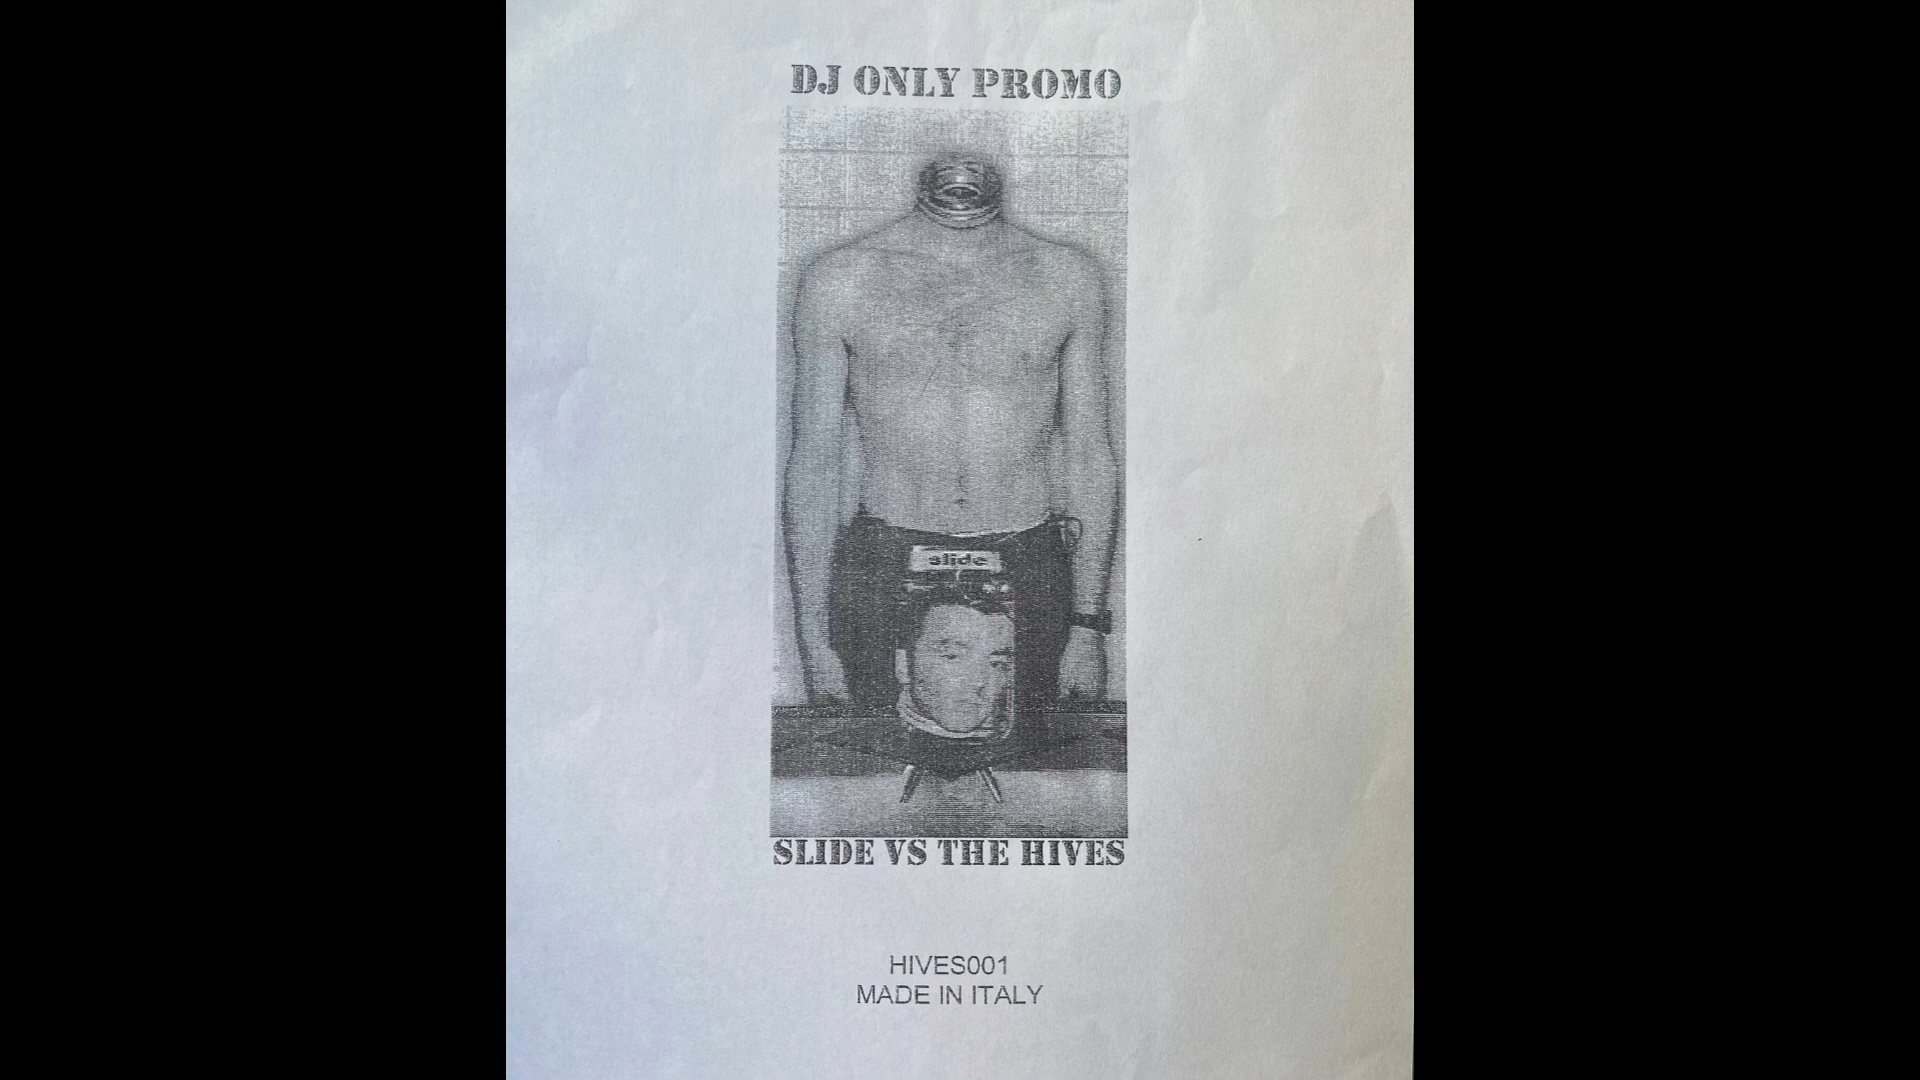 DJ ONLY PROMO
slide
SLIDE VS THE HIVES
HIVES001
MADE IN ITALY